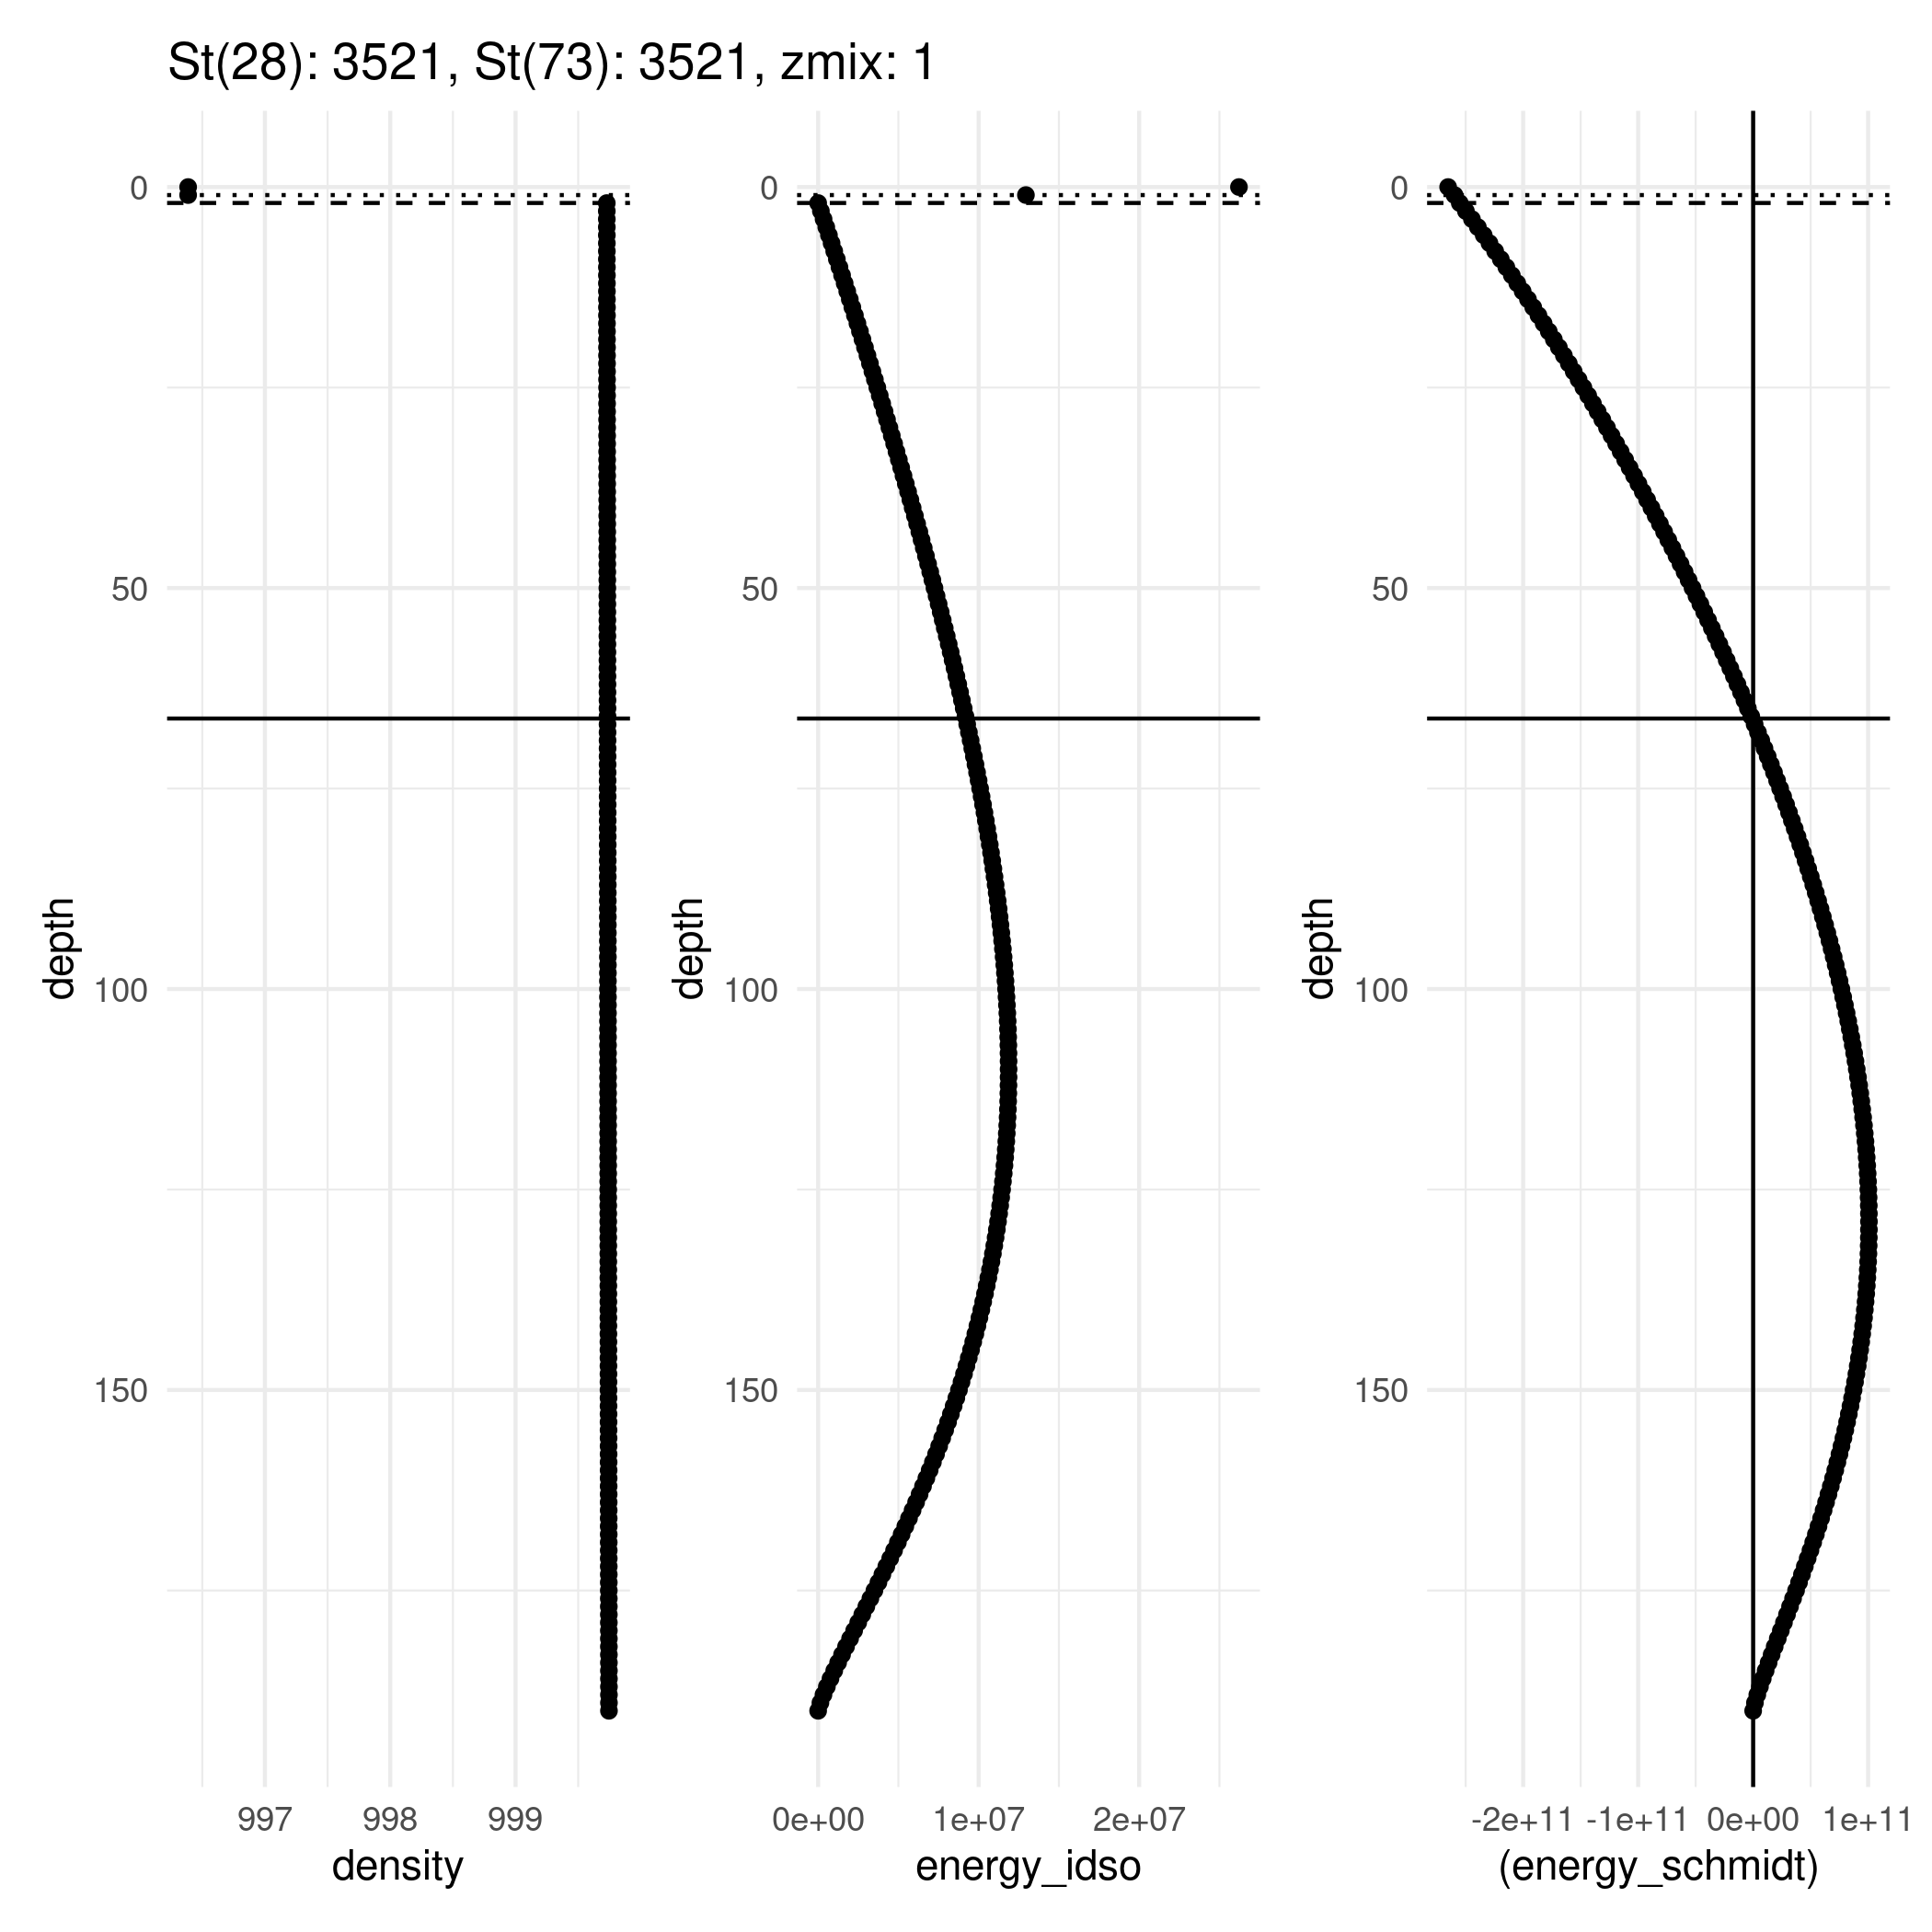 St(28): 3521, St(73): 3521, zmix: 1
0
50
100
150
depth
997 998 999
density
0
50
100
150
depth
0e+00 1e+07 2e+07
energy_idso
0
50
100
150
depth
-2e+11 -1e+11 0e+00 1e+11
(energy_schmidt)